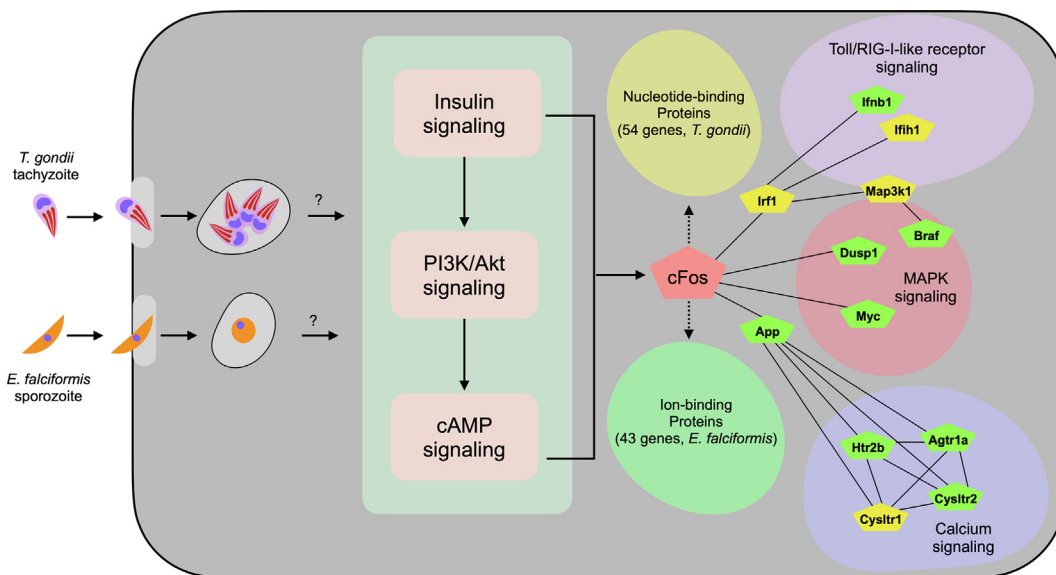 T. gondii
tachyzoite
?
E. falciformis
sporozoite
?
Insulin
signaling
PI3K/Akt
signaling
cAMP
signaling
Nucleotide-binding
Proteins
(54 genes, T. gondii)
cFos
Ion-binding
Proteins
(43 genes, E. falciformis)
Toll/RIG-I-like receptor
signaling
Ifnb1
Ifih1
Irf1
Map3k1
Braf
Dusp1
MAPK
signaling
Myc
App
Htr2b
Agtr1a
Cysltr2
Cysltr1
Calcium
signaling